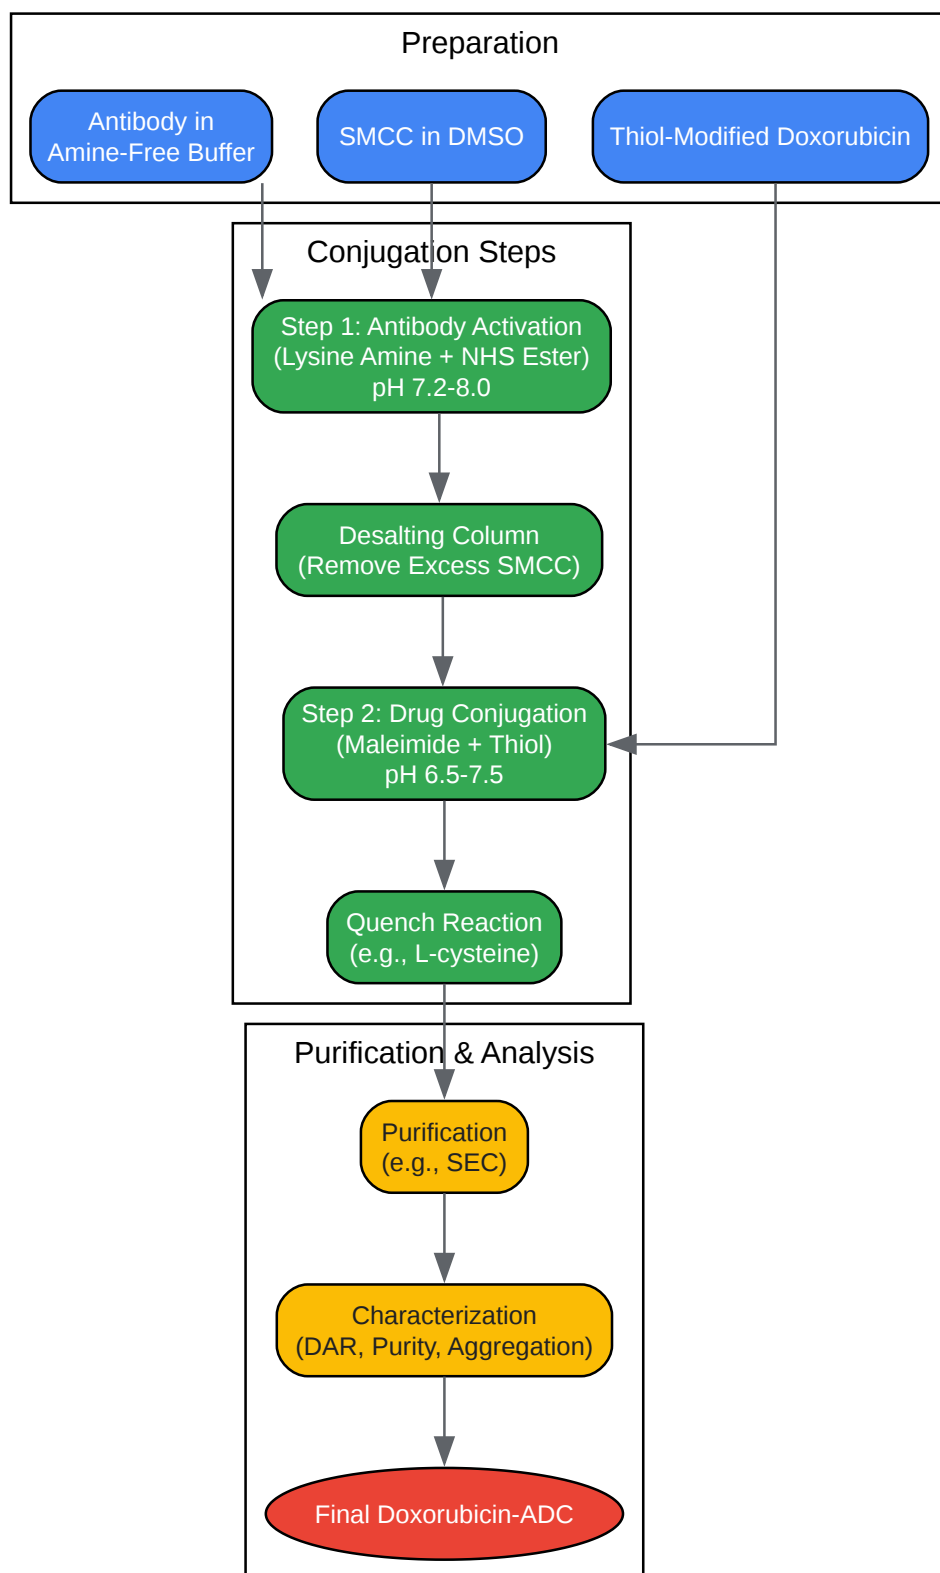 Preparation
Antibody in
Amine-Free Buffer
SMCC in DMSO
Thiol-Modified Doxorubicin
Conjugation Steps
Step 1: Antibody Activation
(Lysine Amine + NHS Ester)
pH 7.2-8.0
Desalting Column
(Remove Excess SMCC)
Step 2: Drug Conjugation
(Maleimide + Thiol)
pH 6.5-7.5
Quench Reaction
(e.g., L-cysteine)
Purification & Analysis
Purification
(e.g., SEC)
Characterization
(DAR, Purity, Aggregation)
Final Doxorubicin-ADC